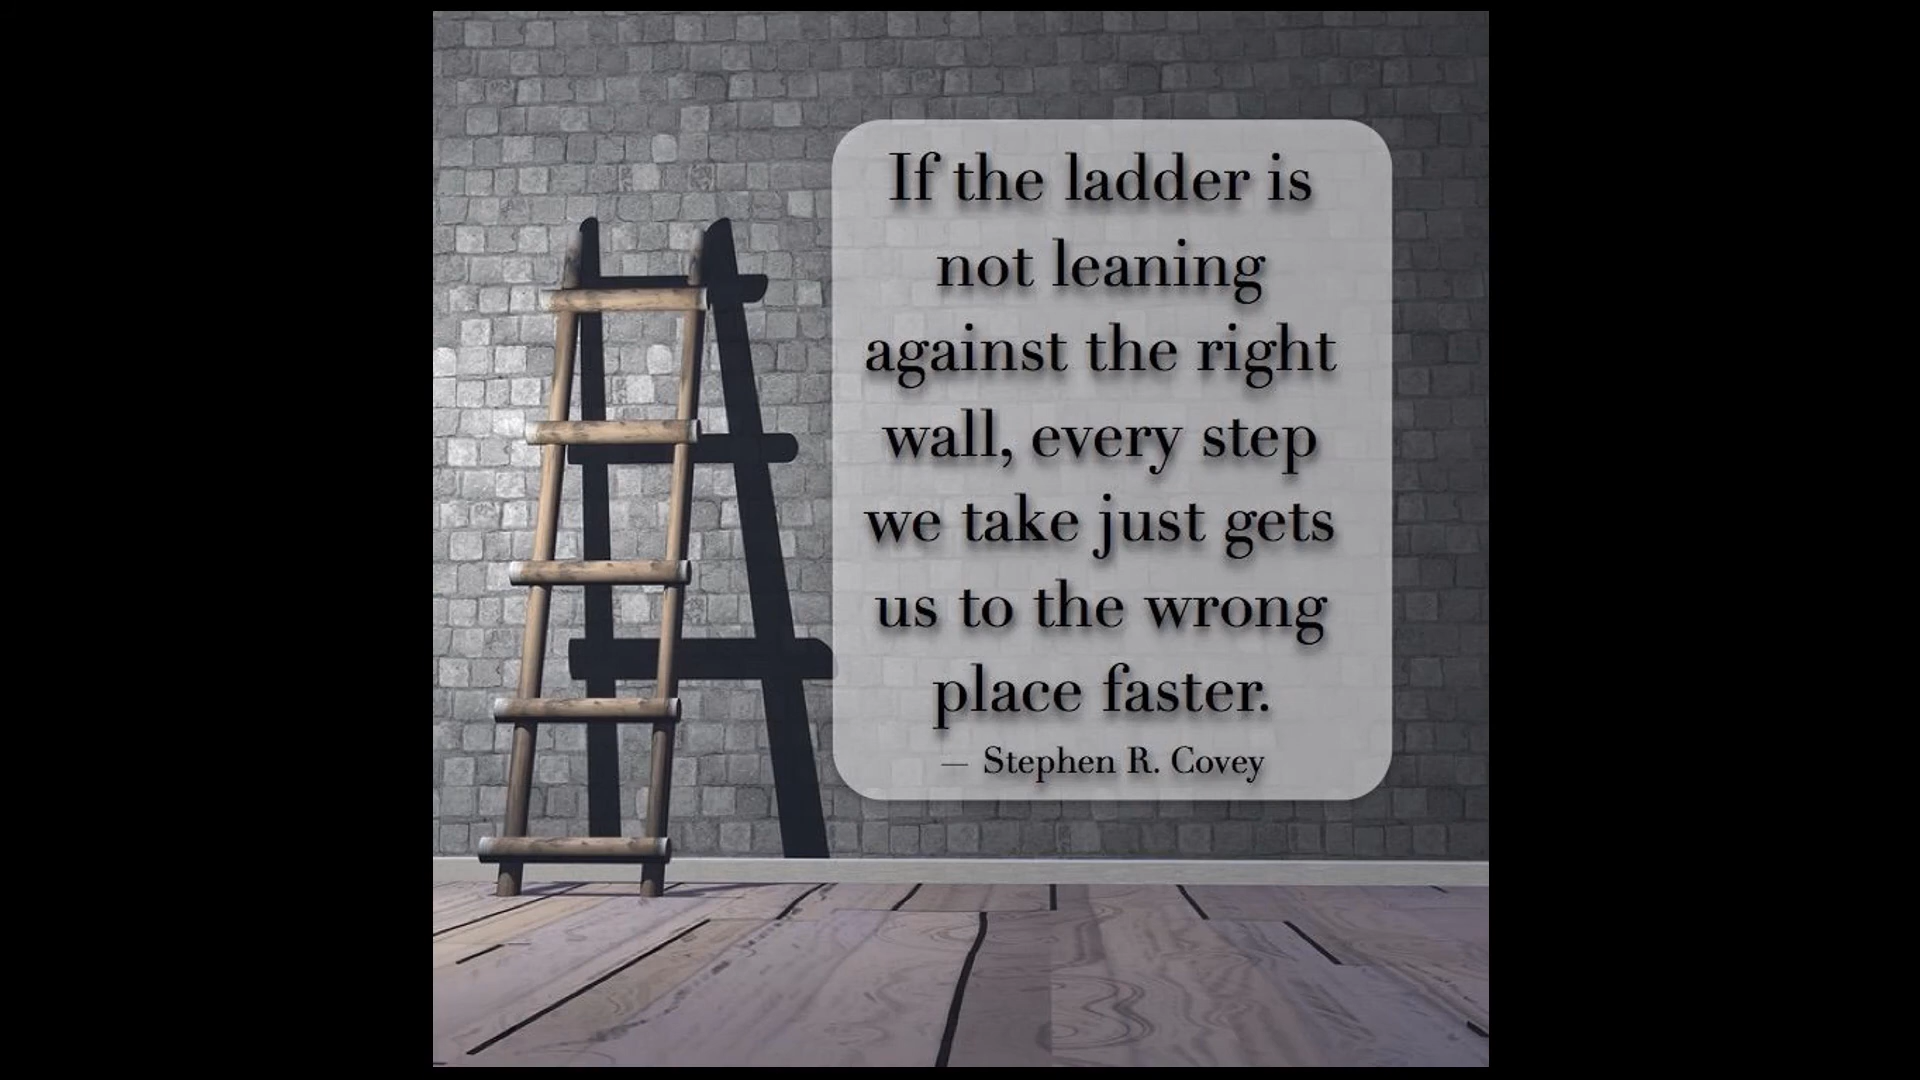 If the ladder is
not leaning
against the right
wall, every step
we take just gets
us to the wrong
place faster.
— Stephen R. Covey